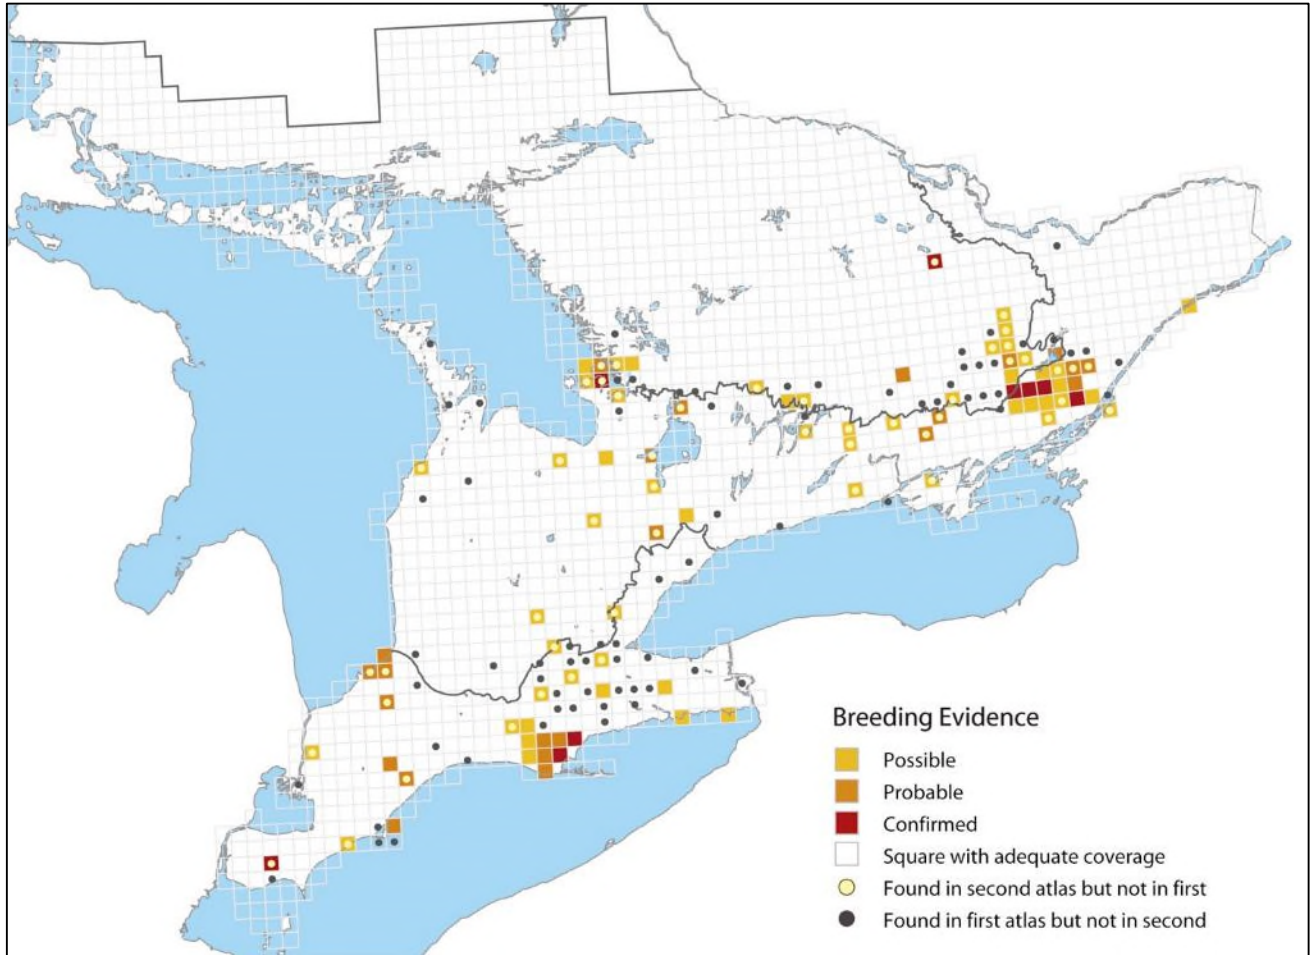 Breeding Evidence
Possible
Probable
Confirmed
Square with adequate coverage
Found in second atlas but not in first
Found in first atlas but not in second